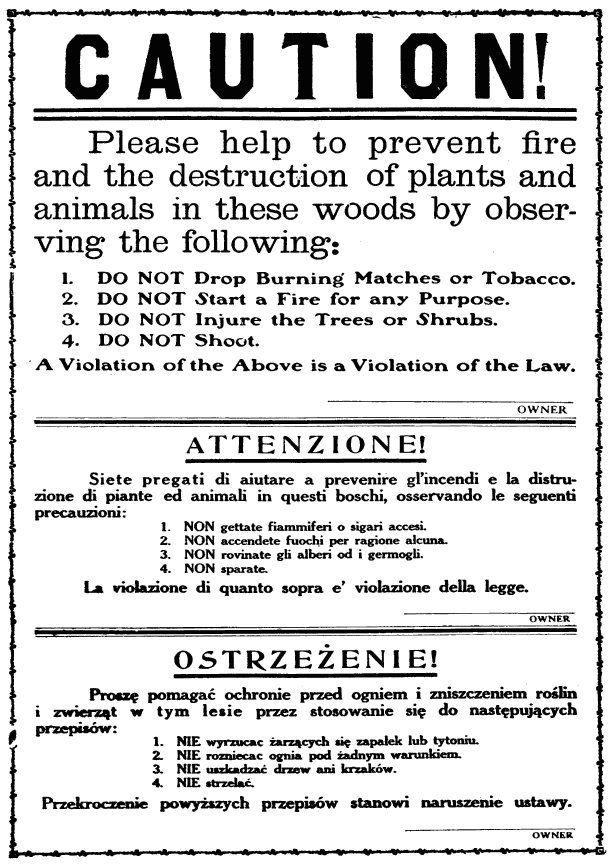 CAUTION!
Please help to prevent fire
and the destruction of plants and
animals in these woods by obser-
ving the following:
1. DO NOT Drop Burning Matches or Tobacco.
2. DO NOT Start a Fire for any Purpose.
3. DO NOT Injure the Trees or Shrubs.
4. DO NOT Shoot.
A Violation of the Above is a Violation of the Law.
OWNER
ATTENZIONE!
Siete pregati di aiutare a prevenire gl'incendi e la distru-
zione di piante ed animali in questi boschi, osservando le seguenti
precauzioni:
1. NON gettate fiammiferi o sigari accesi.
2. NON accendete fuochi per ragione alcuna.
3. NON rovinate gli alberi od i germogli.
4. NON sparate.
La violazione di quanto sopra e' violazione della legge.
OWNER
OSTRZEŻENIE!
Proszę pomagać ochronie przed ogniem i zniszczeniem roślin
i zwierząt w tym lesie przez stosowanie się do następujących
przepisów:
1. NIE wyrzucac żarzących się zapalek lub tytoniu.
2. NIE rozniecac ognia pod żadnym warunkiem.
3. NIE uszkadzać drzew ani krzaków.
4. NIE strzelać.
Przekroczenie powyższych przepisów stanowi naruszenie ustawy.
OWNER